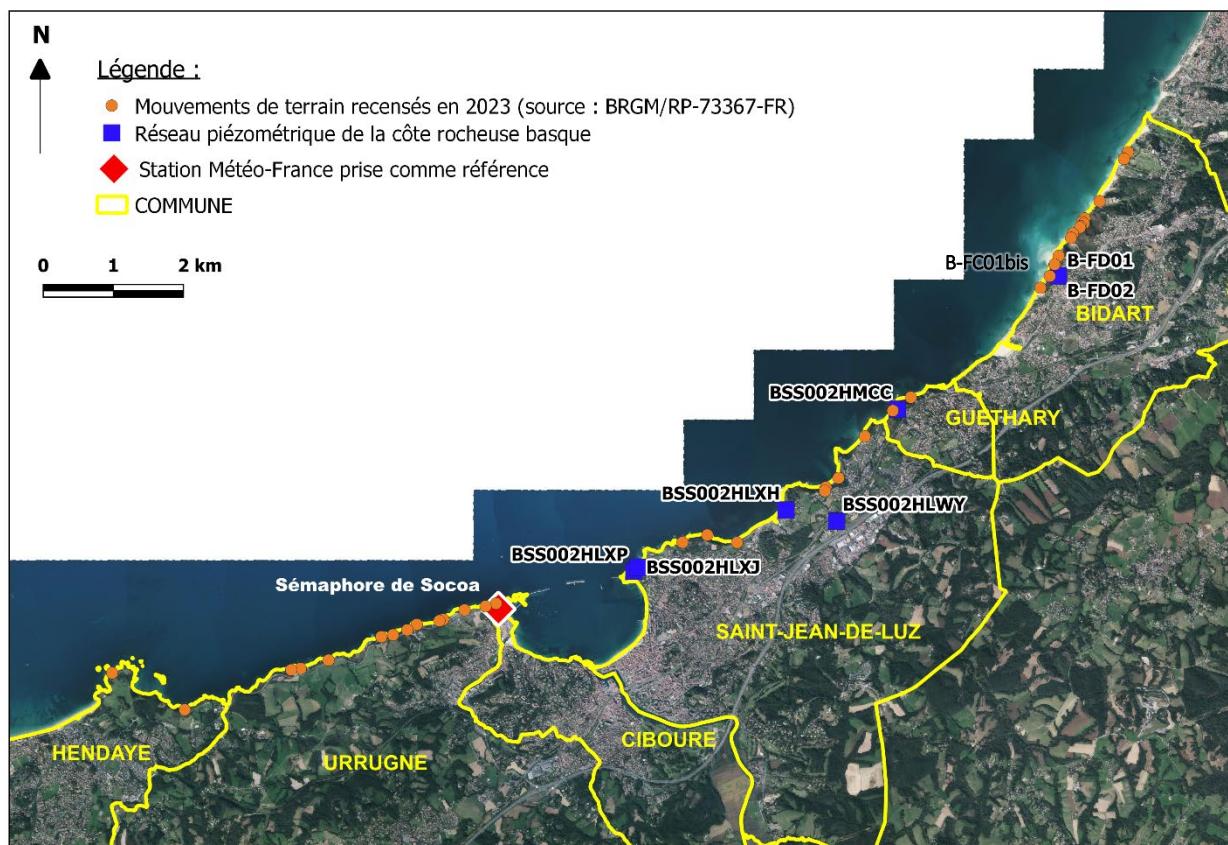 N
Légende :
Mouvements de terrain recensés en 2023 (source : BRGM/RP-73367-FR)
Réseau piézométrique de la côte rocheuse basque
Station Météo-France prise comme référence
COMMUNE
0 1 2 km
B-FC01bis
B-FD01
B-FD02
BIDART
BSS002HMCC
GUETHARY
BSS002HLXH
BSS002HLWY
BSS002HLXP
BSS002HLXJ
Sémaphore de Socoa
SAINT-JEAN-DE-LUZ
CIBOURE
HENDAYE
URRUGNE